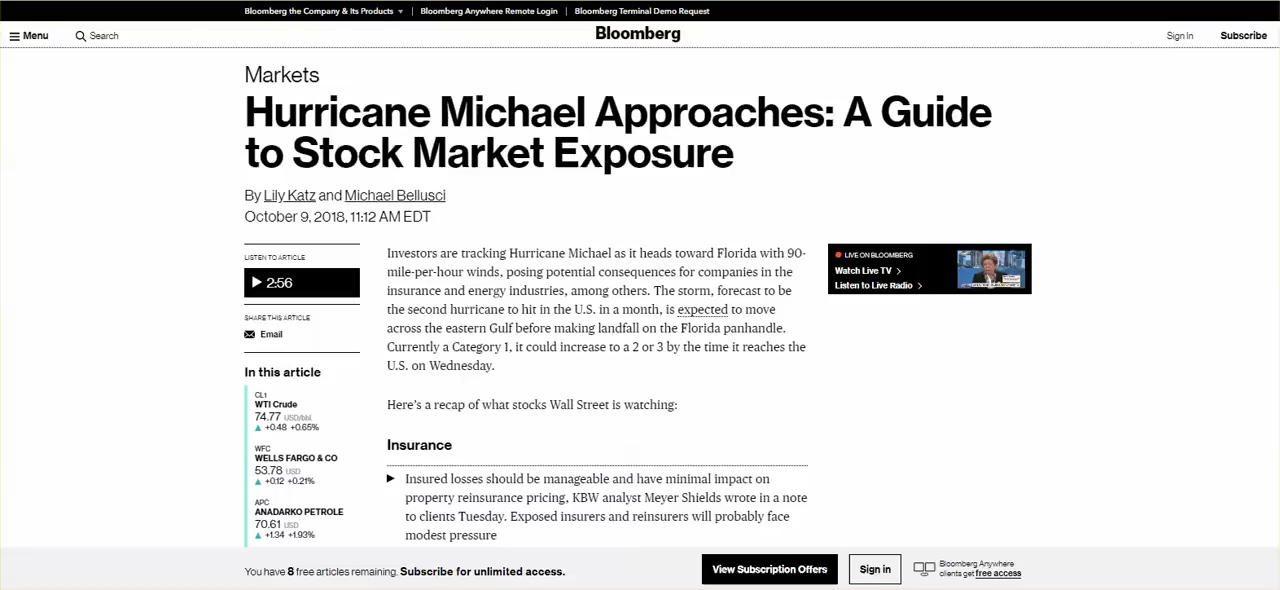 Bloomberg the Company & Its Products
Bloomberg Anywhere Remote Login
Bloomberg Terminal Demo Request
Menu
Search
Bloomberg
Sign In
Subscribe
Markets
Hurricane Michael Approaches: A Guide
to Stock Market Exposure
By Lily Katz and Michael Bellusci
October 9, 2018, 11:12 AM EDT
LISTEN TO ARTICLE
2:56
SHARE THIS ARTICLE
Email
In this article
CL1
WTI Crude
74.77 USD/bbl.
▲ +0.48 +0.65%
WFC
WELLS FARGO & CO
53.78 USD
▲ +0.12 +0.21%
APC
ANADARKO PETROLE
70.61 USD
▲ +1.34 +1.93%
Investors are tracking Hurricane Michael as it heads toward Florida with 90-
mile-per-hour winds, posing potential consequences for companies in the
insurance and energy industries, among others. The storm, forecast to be
the second hurricane to hit in the U.S. in a month, is expected to move
across the eastern Gulf before making landfall on the Florida panhandle.
Currently a Category 1, it could increase to a 2 or 3 by the time it reaches the
U.S. on Wednesday.
Here's a recap of what stocks Wall Street is watching:
Insurance
Insured losses should be manageable and have minimal impact on
property reinsurance pricing, KBW analyst Meyer Shields wrote in a note
to clients Tuesday. Exposed insurers and reinsurers will probably face
modest pressure
LIVE ON BLOOMBERG
Watch Live TV
Listen to Live Radio
You have 8 free articles remaining. Subscribe for unlimited access.
View Subscription Offers
Sign in
Bloomberg Anywhere
clients get free access